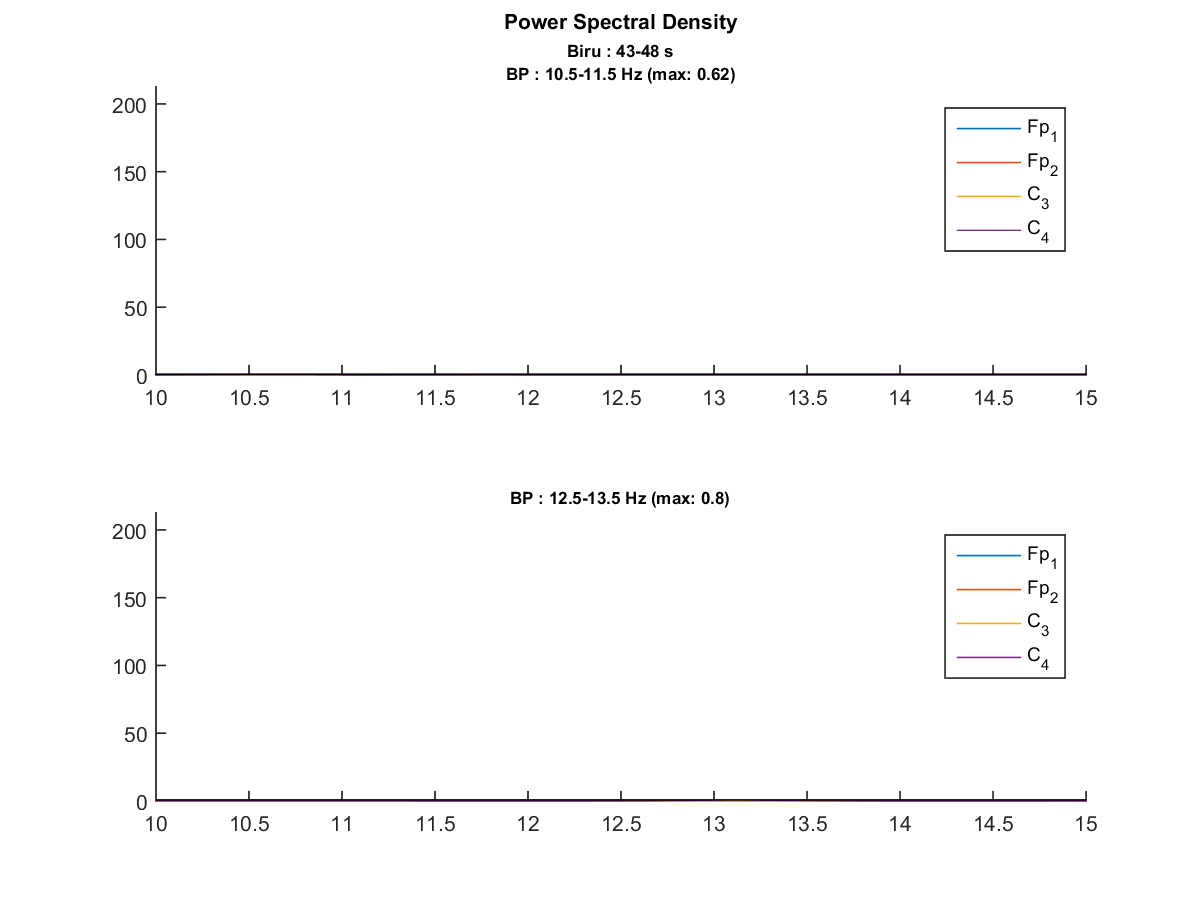 Power Spectral Density
Biru : 43-48 s
BP : 10.5-11.5 Hz (max: 0.62)
200
150
100
50
0
10 10.5 11 11.5 12 12.5 13 13.5 14 14.5 15
Fp1
Fp2
C3
C4
BP : 12.5-13.5 Hz (max: 0.8)
200
150
100
50
0
10 10.5 11 11.5 12 12.5 13 13.5 14 14.5 15
Fp1
Fp2
C3
C4